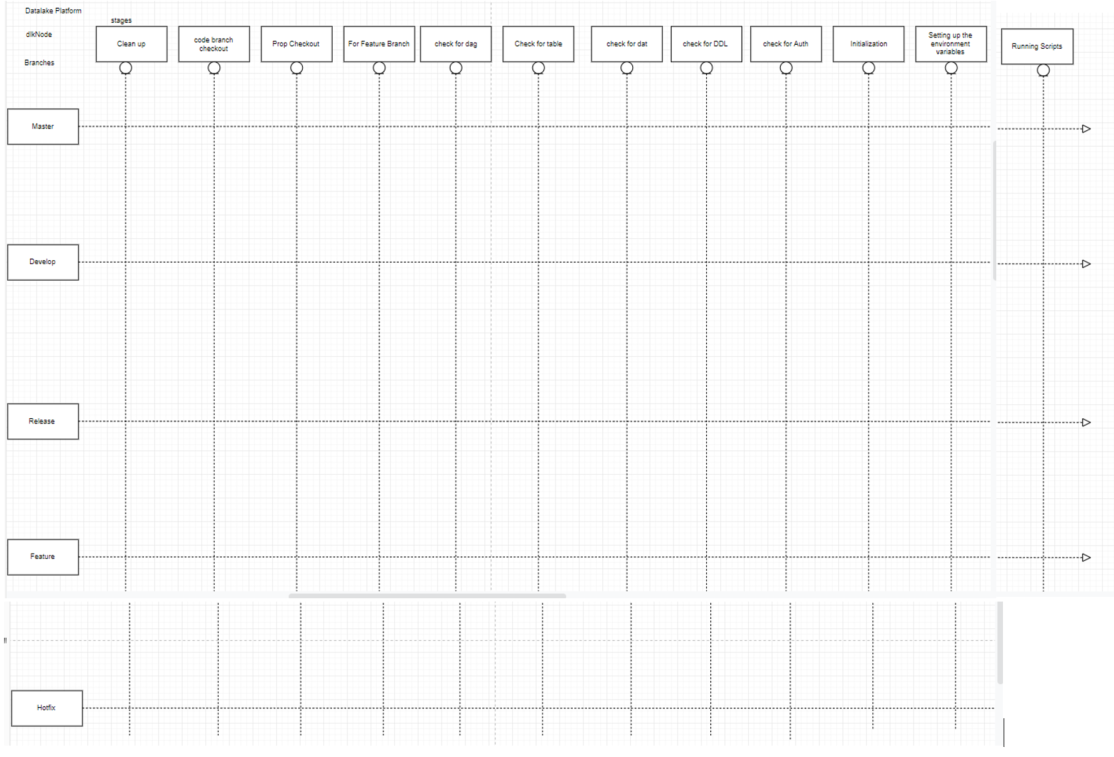 Datalake Platform
stages
dlkNode
Branches
Clean up
code branch
checkout
Prop Checkout
For Feature Branch
check for dag
Check for table
check for dat
check for DDL
check for Auth
Initialization
Setting up the
environment
variables
Running Scripts
Master
Develop
Release
Feature
Hotfix